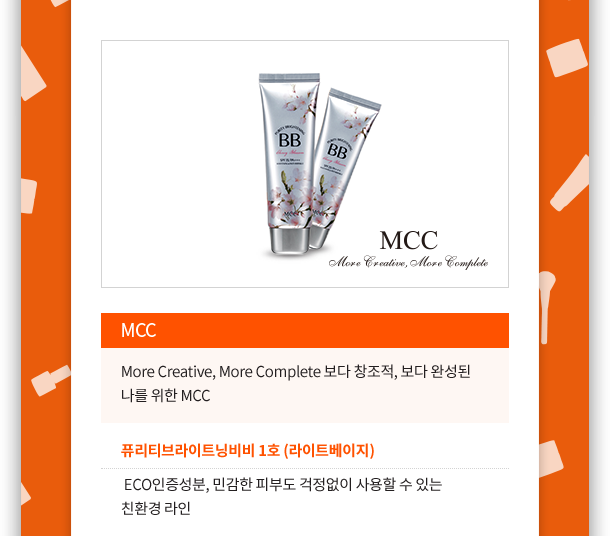 BB
BB
MCC
More Creative, More Complete
MCC
More Creative, More Complete 보다 창조적, 보다 완성된
나를 위한 MCC
퓨리티브라이트닝비비 1호 (라이트베이지)
ECO인증성분, 민감한 피부도 걱정없이 사용할 수 있는
친환경 라인